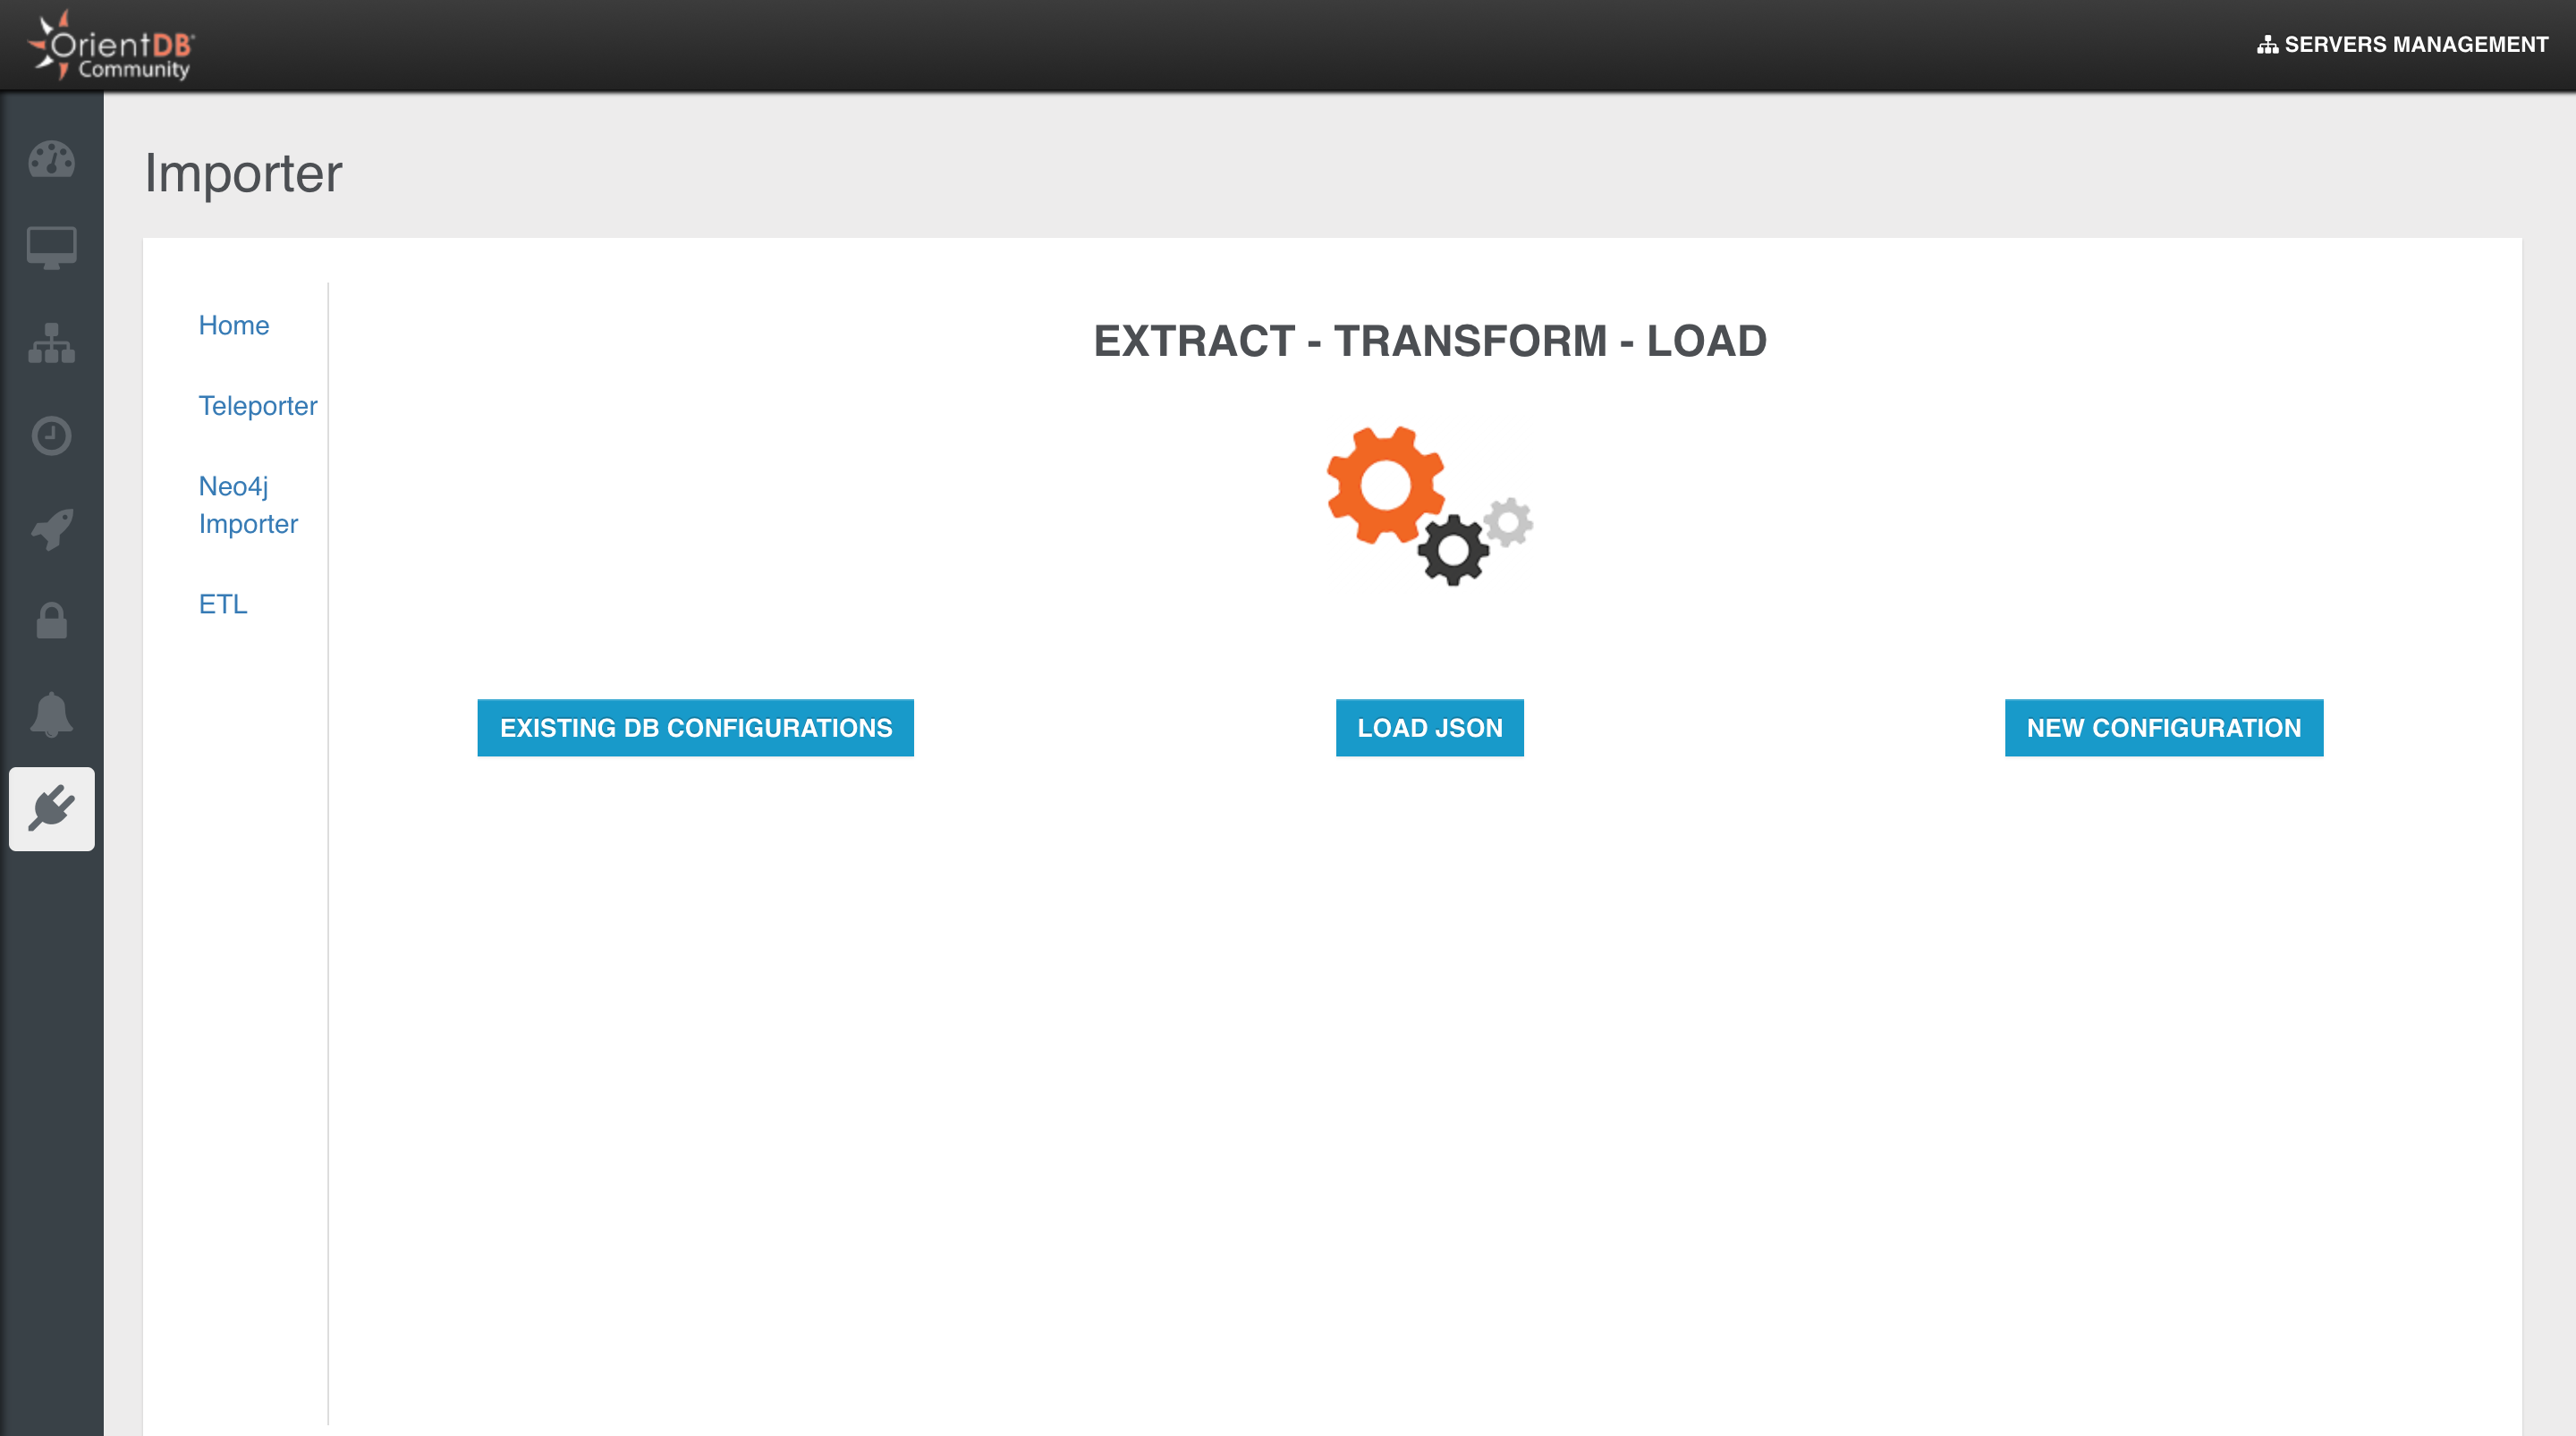 OrientDB
Community
SERVERS MANAGEMENT
Importer
Home
Teleporter
Neo4j
Importer
ETL
EXTRACT - TRANSFORM - LOAD
EXISTING DB CONFIGURATIONS
LOAD JSON
NEW CONFIGURATION